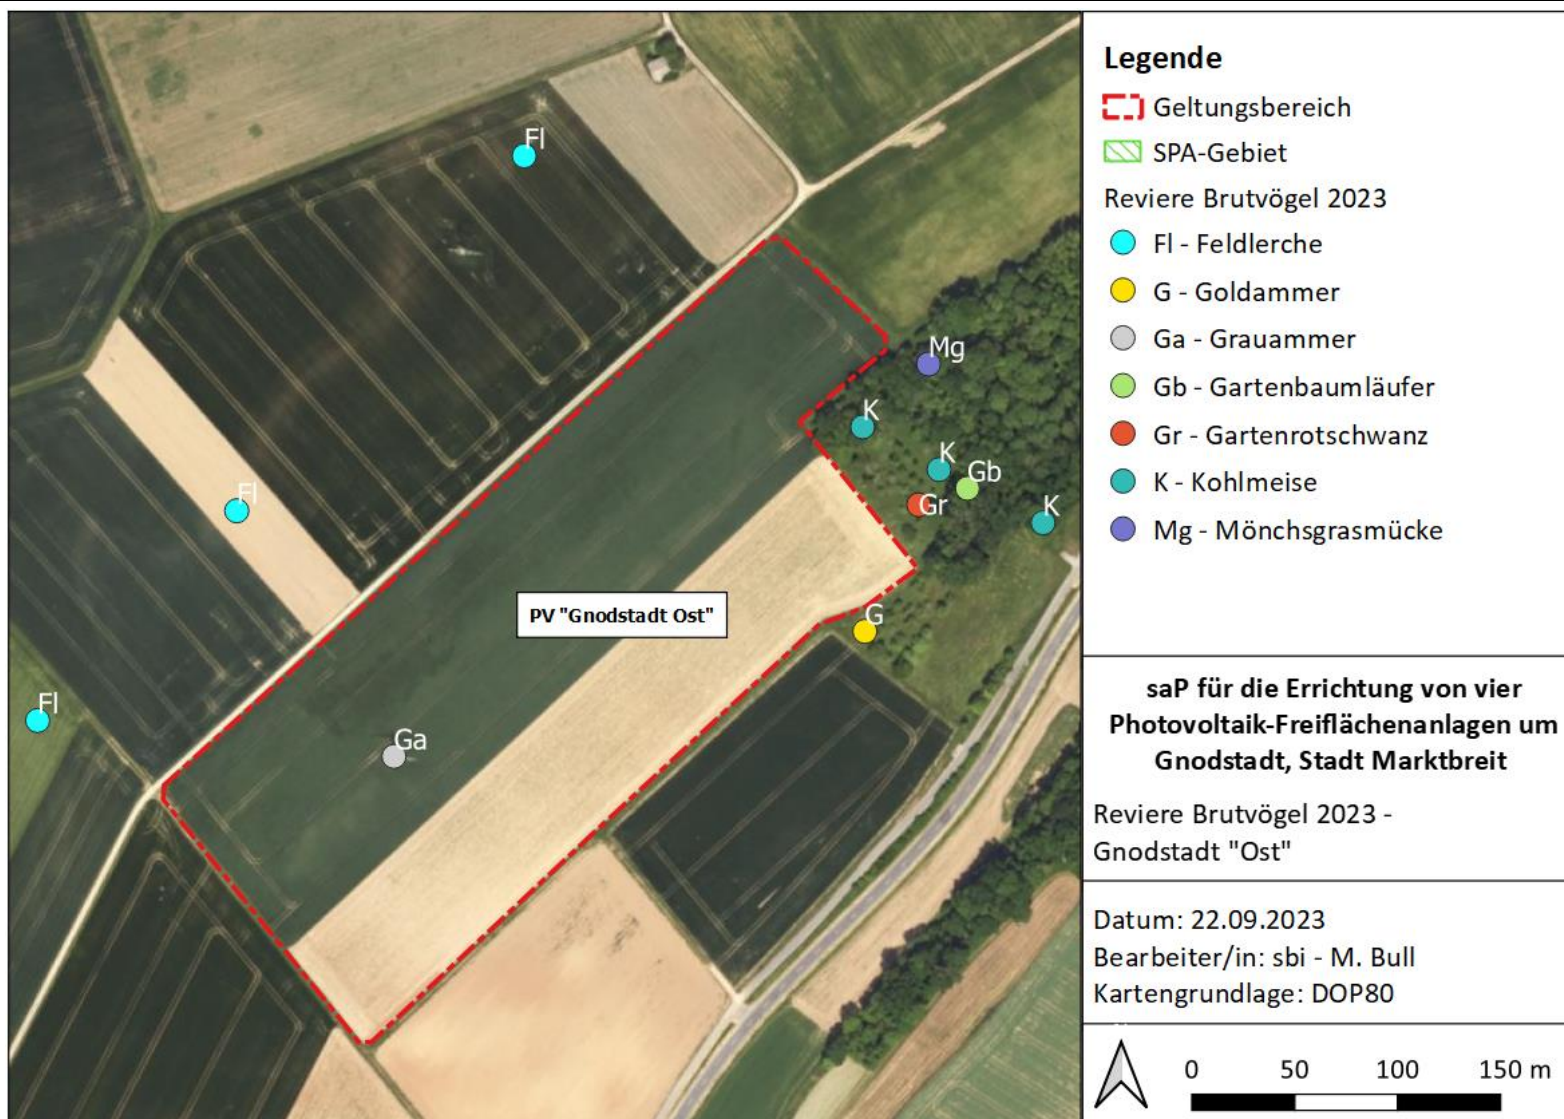 Fl
Fl
Fl
Mg
K
K
Gb
Gr
K
G
Ga
PV "Gnodstadt Ost"
Legende
Geltungsbereich
SPA-Gebiet
Reviere Brutvögel 2023
Fl - Feldlerche
G - Goldammer
Ga - Grauammer
Gb - Gartenbaumläufer
Gr - Gartenrotschwanz
K - Kohlmeise
Mg - Mönchsgrasmücke
saP für die Errichtung von vier
Photovoltaik-Freiflächenanlagen um
Gnodstadt, Stadt Marktbreit
Reviere Brutvögel 2023 -
Gnodstadt "Ost"
Datum: 22.09.2023
Bearbeiter/in: sbi - M. Bull
Kartengrundlage: DOP80
0 50 100 150 m